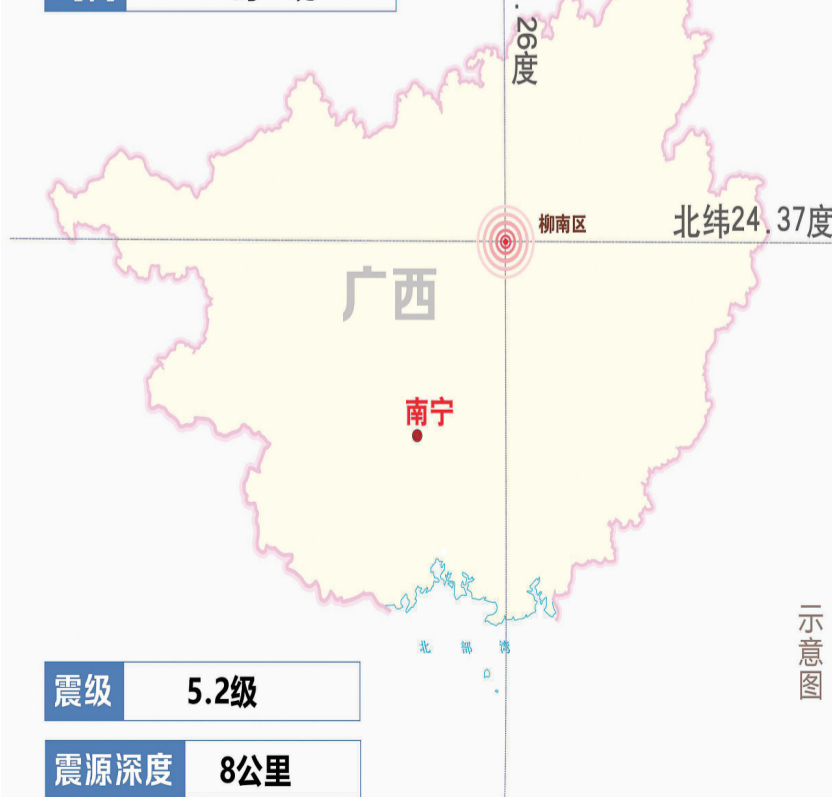 .26度
柳南区
北纬24.37度
广西
南宁
北部湾
示意图
震级 5.2级
震源深度 8公里